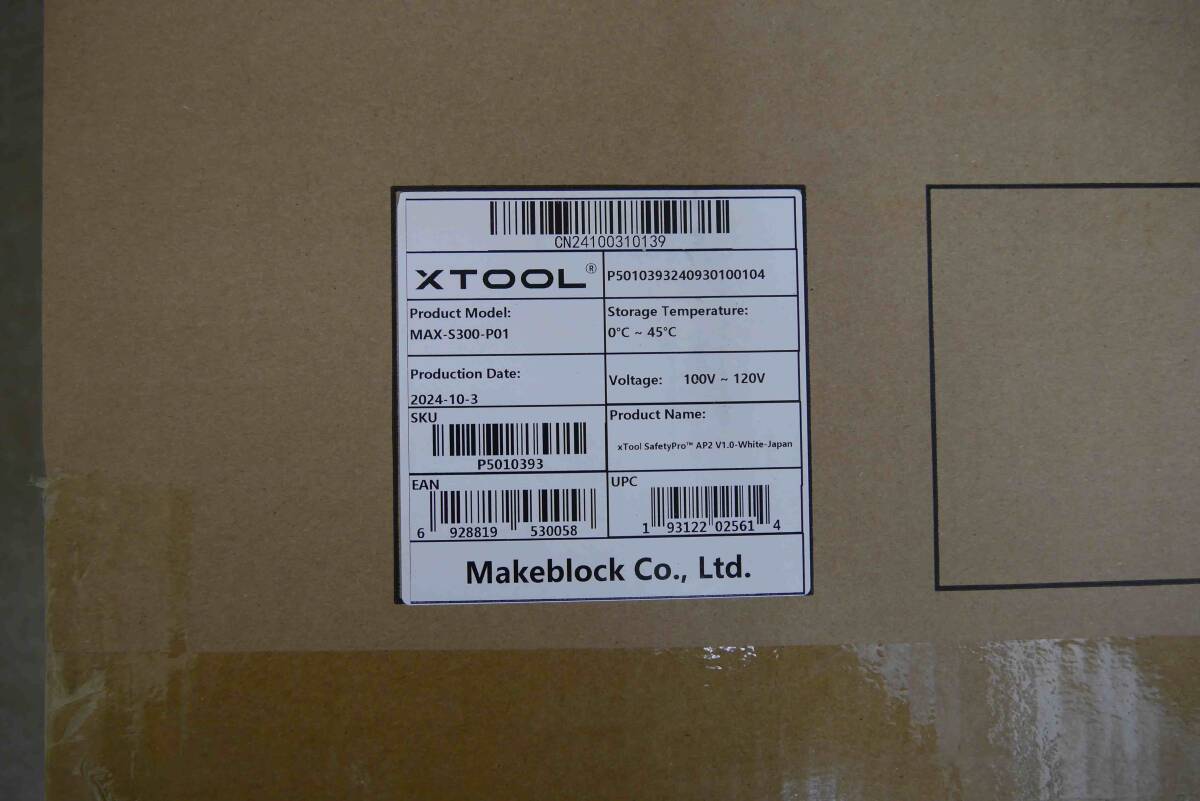 CN24100310139
XTOOL®
P5010393240930100104
Product Model:
MAX-S300-P01
Storage Temperature:
0°C ~ 45°C
Production Date:
2024-10-3
Voltage: 100V ~ 120V
SKU
P5010393
Product Name:
xTool SafetyPro™ AP2 V1.0-White-Japan
EAN
6 928819 530058
UPC
1 93122 02561 4
Makeblock Co., Ltd.